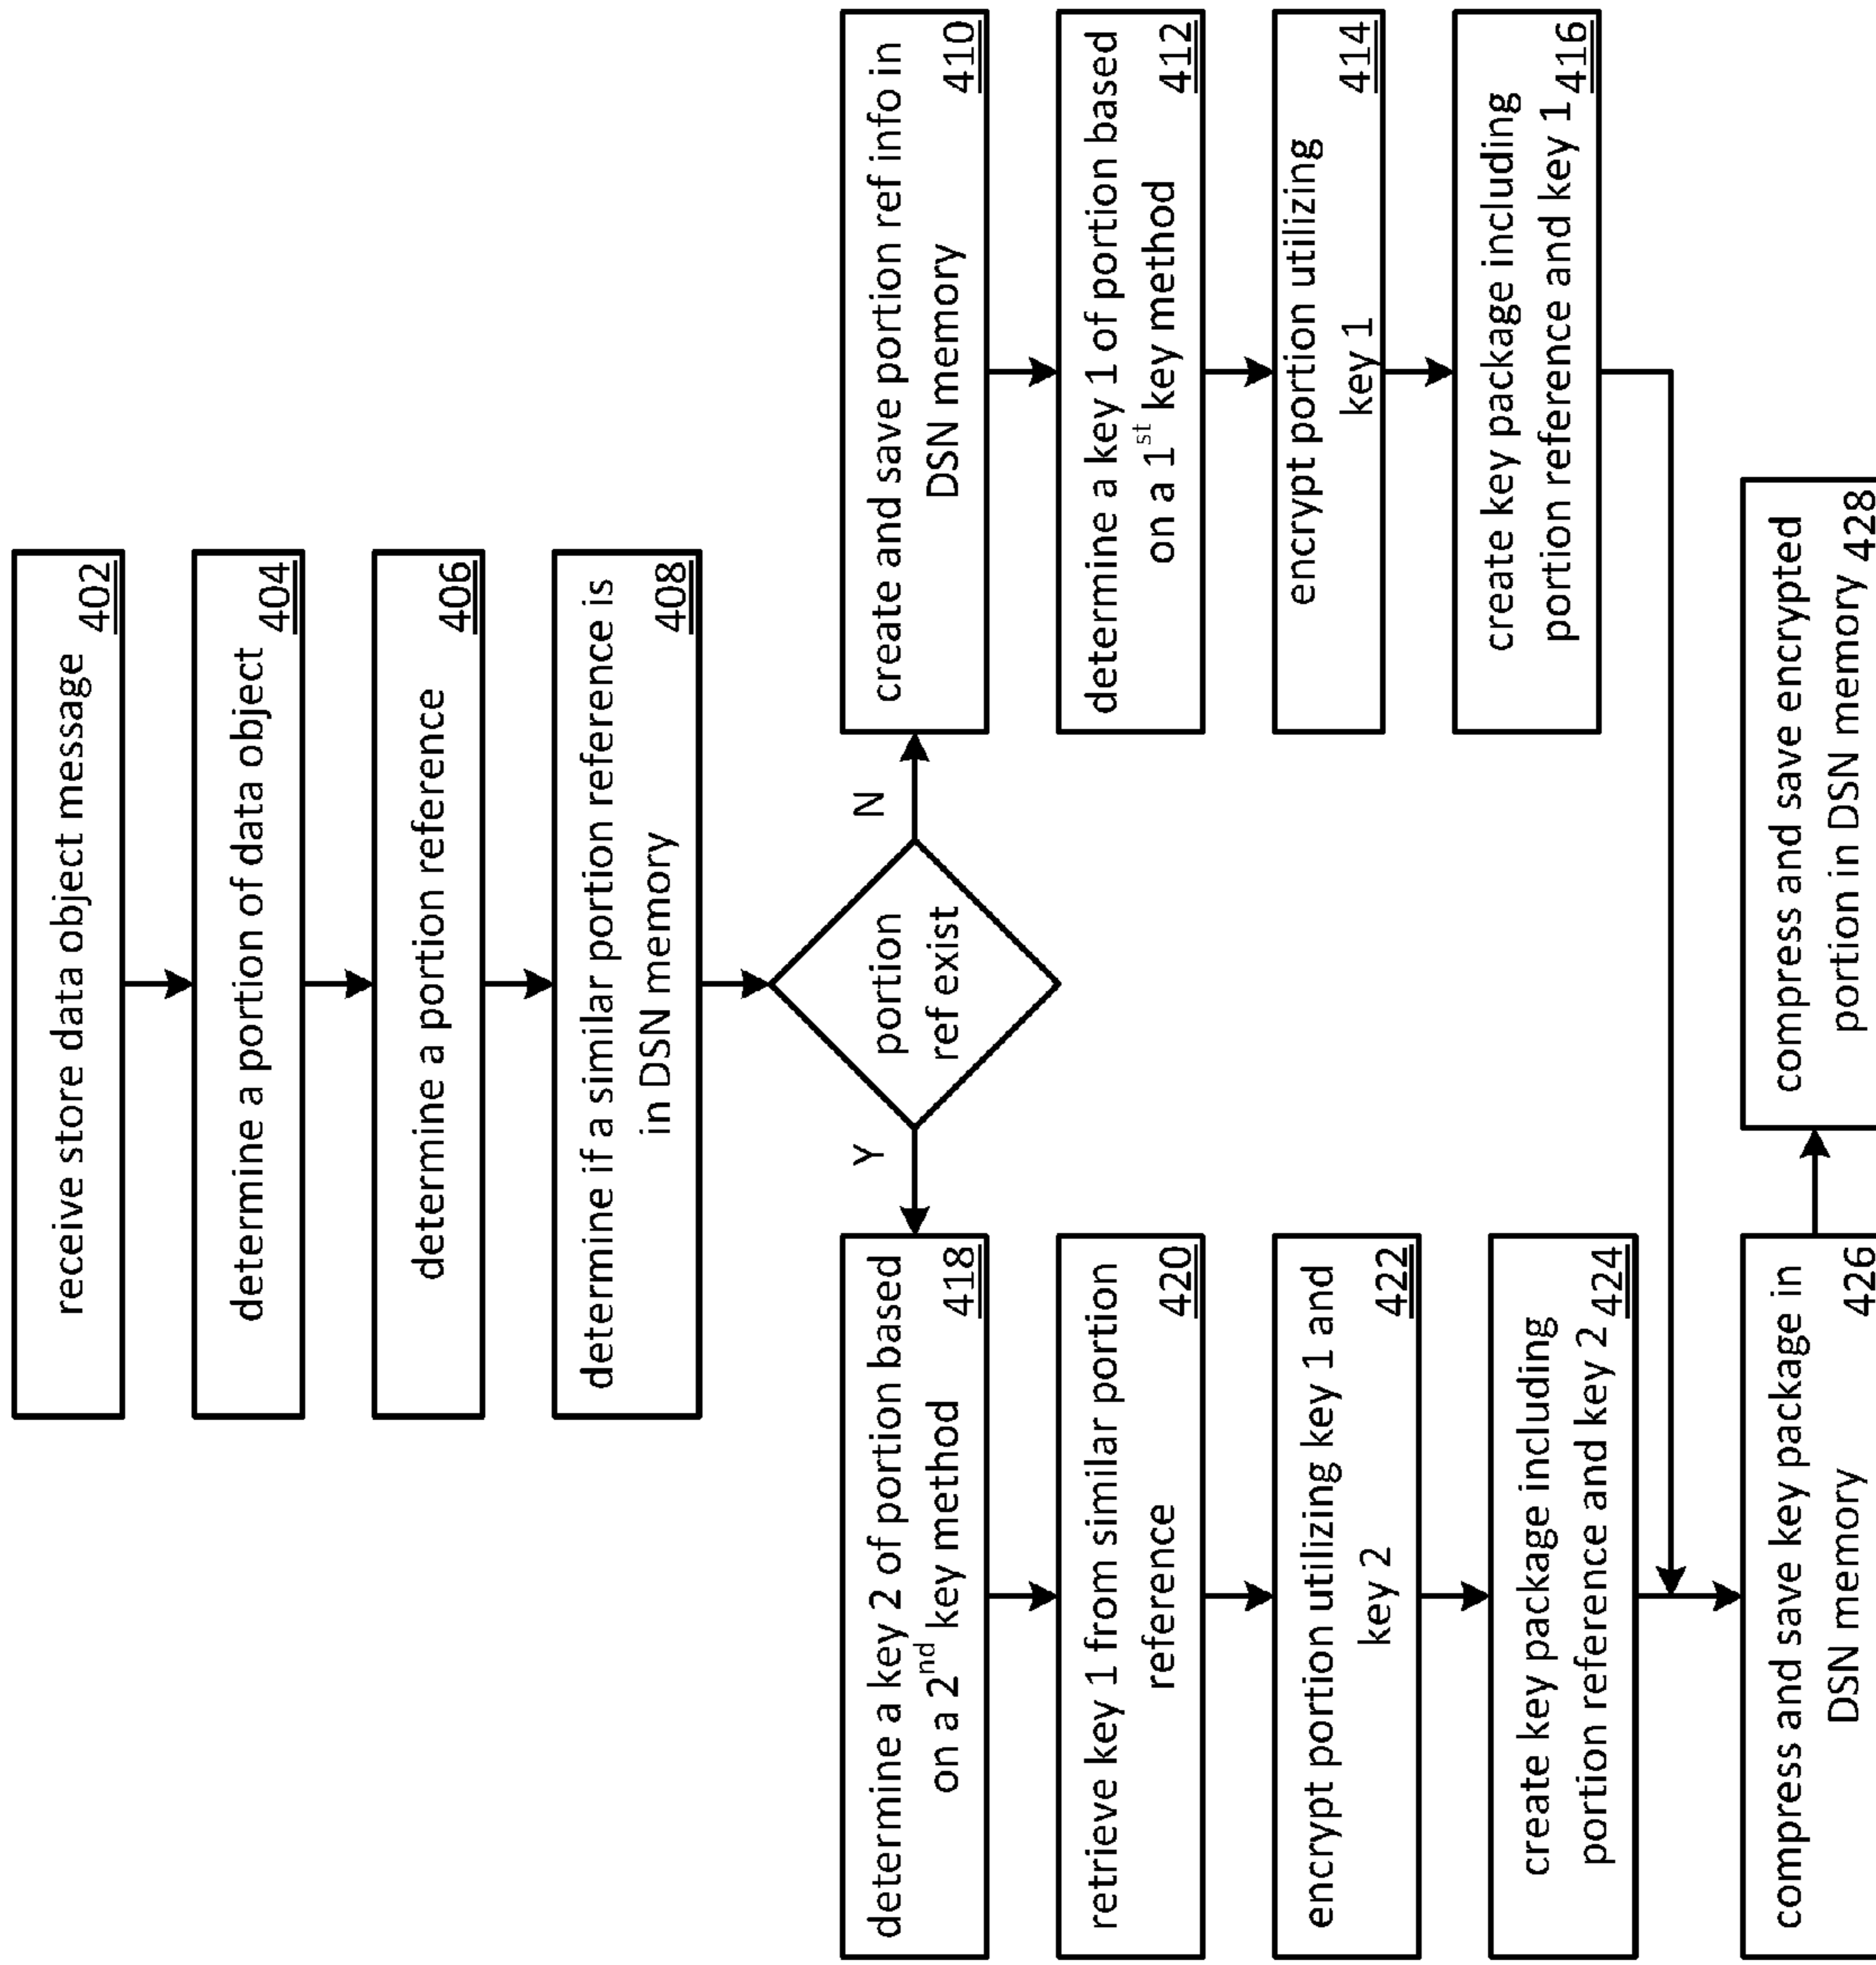 receive store data object message
402
determine a portion of data object
404
determine a portion reference
406
determine if a similar portion reference is
in DSN memory
408
portion
ref exist
Y
N
determine a key 2 of portion based
on a 2nd key method
418
retrieve key 1 from similar portion
reference
420
encrypt portion utilizing key 1 and
key 2
422
create key package including
portion reference and key 2
424
create and save portion ref info in
DSN memory
410
determine a key 1 of portion based
on a 1st key method
412
encrypt portion utilizing
key 1
414
create key package including
portion reference and key 1
416
compress and save key package in
DSN memory
426
compress and save encrypted
portion in DSN memory
428